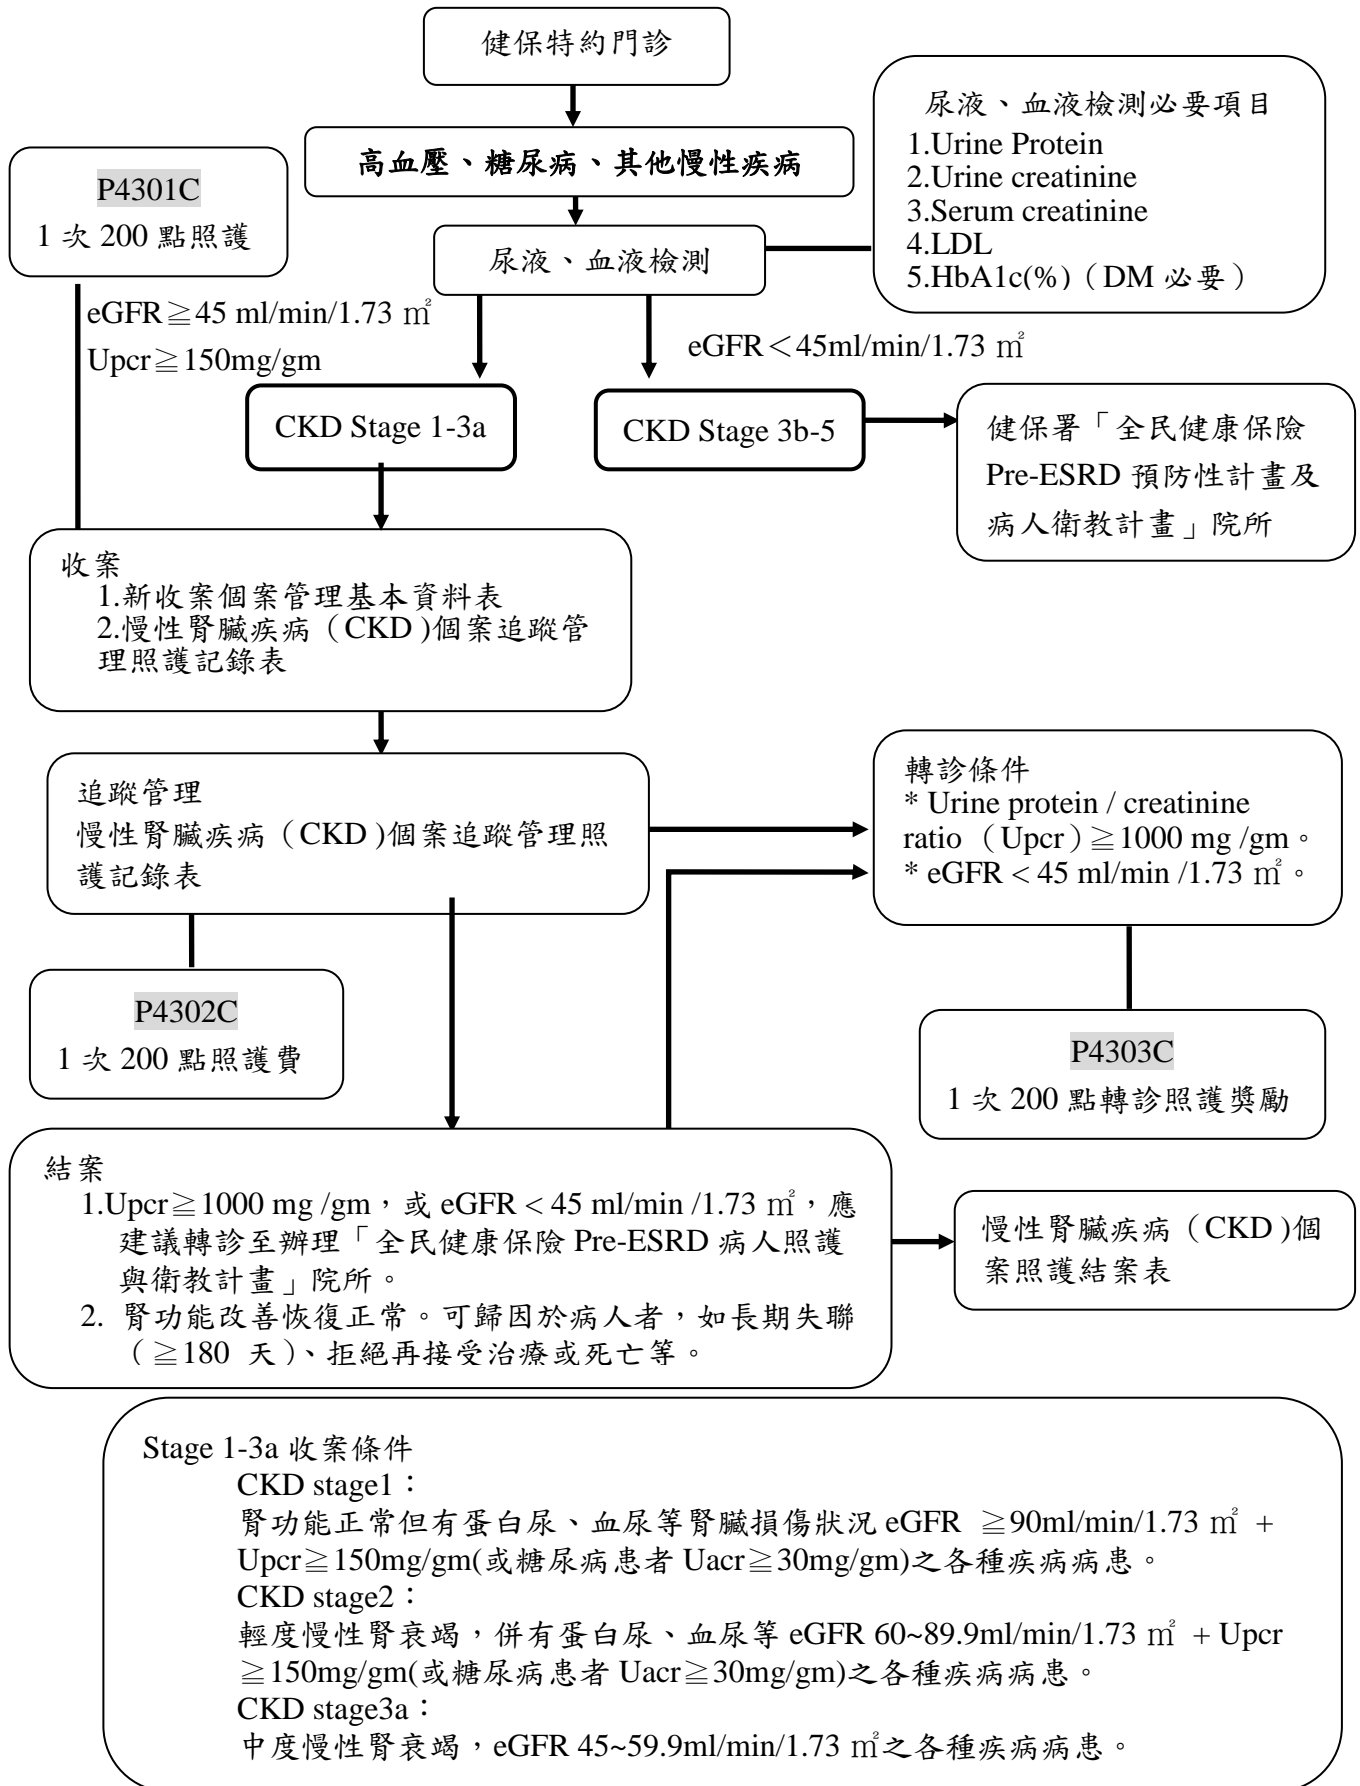 健保特約門診
尿液、血液檢測必要項目
1.Urine Protein
2.Urine creatinine
3.Serum creatinine
4.LDL
5.HbA1c(%)（DM 必要）
高血壓、糖尿病、其他慢性疾病
P4301C
1 次 200 點照護
尿液、血液檢測
eGFR≧45 ml/min/1.73 ㎡
Upcr≧150mg/gm
eGFR＜45ml/min/1.73 ㎡
CKD Stage 1-3a
CKD Stage 3b-5
健保署「全民健康保險
Pre-ESRD 預防性計畫及
病人衛教計畫」院所
收案
1.新收案個案管理基本資料表
2.慢性腎臟疾病（CKD )個案追蹤管
理照護記錄表
追蹤管理
慢性腎臟疾病（CKD )個案追蹤管理照
護記錄表
轉診條件
* Urine protein / creatinine
ratio （Upcr）≧1000 mg /gm。
* eGFR < 45 ml/min /1.73 ㎡。
P4302C
1 次 200 點照護費
P4303C
1 次 200 點轉診照護獎勵
結案
1.Upcr≧1000 mg /gm，或 eGFR < 45 ml/min /1.73 ㎡，應
建議轉診至辦理「全民健康保險 Pre-ESRD 病人照護
與衛教計畫」院所。
2. 腎功能改善恢復正常。可歸因於病人者，如長期失聯
（≧180 天）、拒絕再接受治療或死亡等。
慢性腎臟疾病（CKD )個
案照護結案表
Stage 1-3a 收案條件
CKD stage1：
腎功能正常但有蛋白尿、血尿等腎臟損傷狀況 eGFR ≧90ml/min/1.73 ㎡ +
Upcr≧150mg/gm(或糖尿病患者 Uacr≧30mg/gm)之各種疾病病患。
CKD stage2：
輕度慢性腎衰竭，併有蛋白尿、血尿等 eGFR 60~89.9ml/min/1.73 ㎡ + Upcr
≧150mg/gm(或糖尿病患者 Uacr≧30mg/gm)之各種疾病病患。
CKD stage3a：
中度慢性腎衰竭，eGFR 45~59.9ml/min/1.73 ㎡之各種疾病病患。